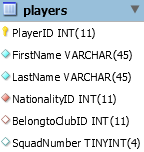 players
PlayerID INT(11)
FirstName VARCHAR(45)
LastName VARCHAR(45)
NationalityID INT(11)
BelongtoClubID INT(11)
SquadNumber TINYINT(4)